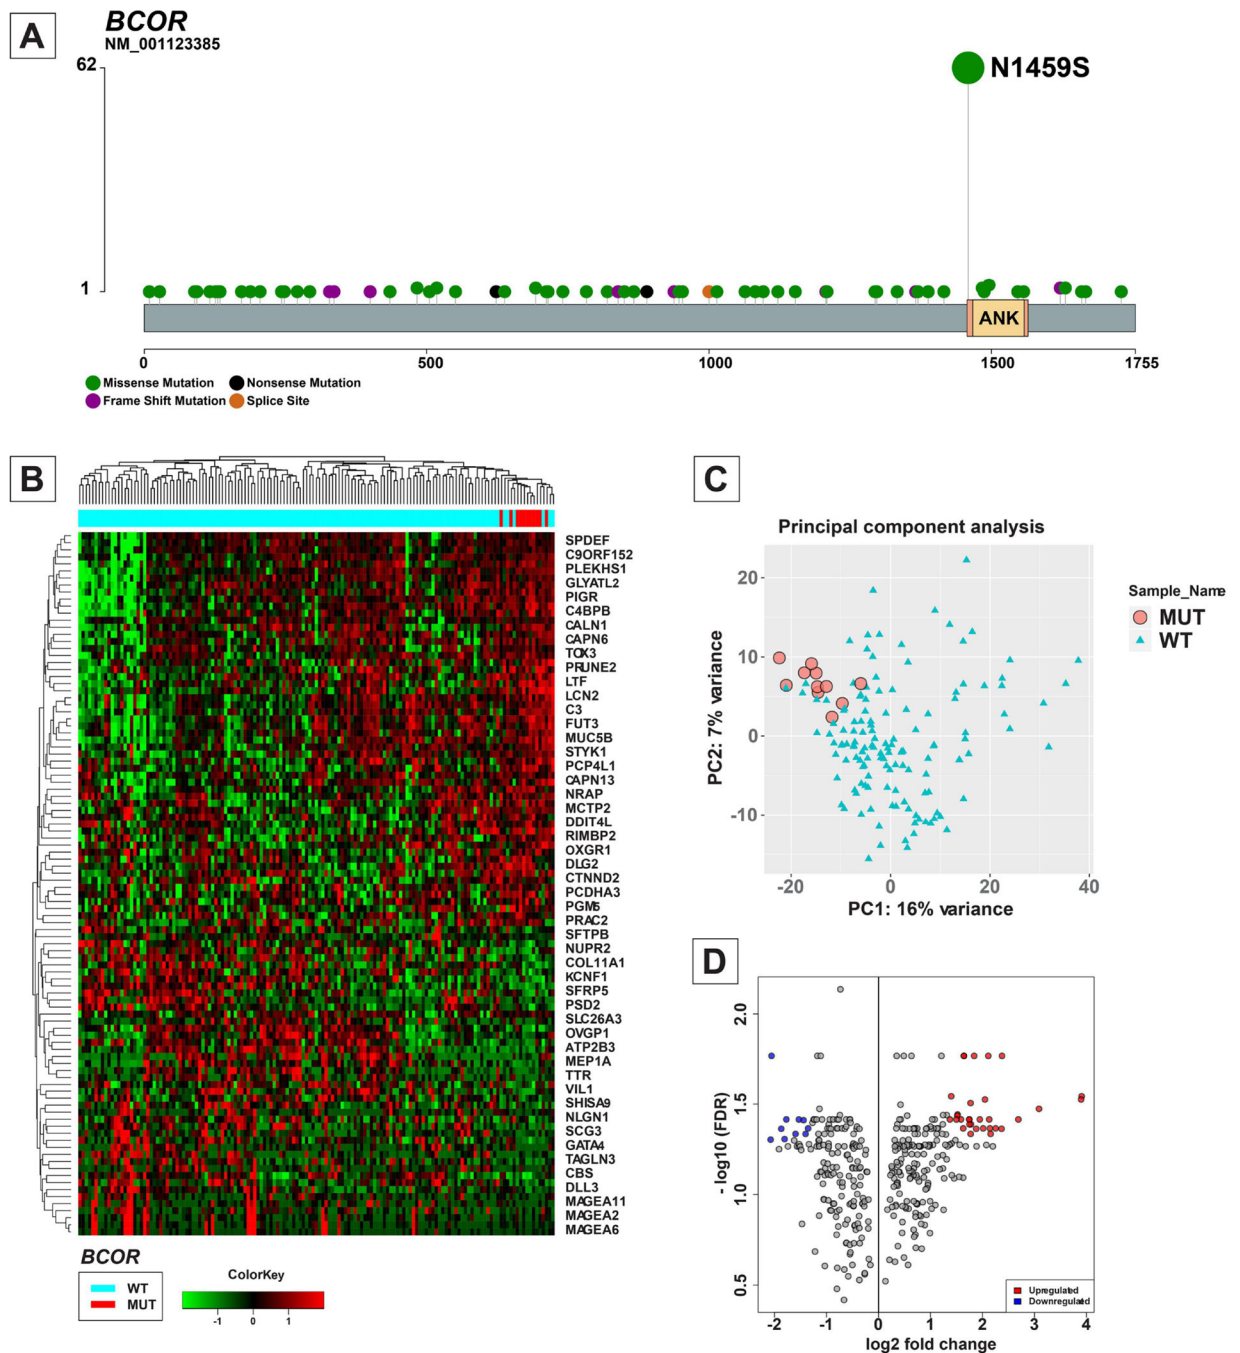 A
BCOR
NM_001123385
62
N1459S
1
ANK
0 500 1000 1500 1755
Missense Mutation Nonsense Mutation
Frame Shift Mutation Splice Site
B
SPDEF
C9ORF152
PLEKHS1
GLYATL2
PIGR
C4BPB
CALN1
CAPN6
TOX3
PRUNE2
LTF
LCN2
C3
FUT3
MUC5B
STYK1
PCP4L1
CAPN13
NRAP
MCTP2
DDIT4L
RIMBP2
OXGR1
DLG2
CTNND2
PCDHA3
PGM5
PRAC2
SFTPB
NUPR2
COL11A1
KCNF1
SFRP5
PSD2
SLC26A3
OVGP1
ATP2B3
MEP1A
TTR
VIL1
SHISA9
NLGN1
SCG3
GATA4
TAGLN3
CBS
DLL3
MAGEA11
MAGEA2
MAGEA6
BCOR
WT
MUT
ColorKey
-1 0 1
C
Principal component analysis
PC2: 7% variance
20
10
0
-10
-20 0 20 40
PC1: 16% variance
Sample_Name
MUT
WT
D
- log10 (FDR)
2.0
1.5
1.0
0.5
Upregulated
Downregulated
-2 -1 0 1 2 3 4
log2 fold change